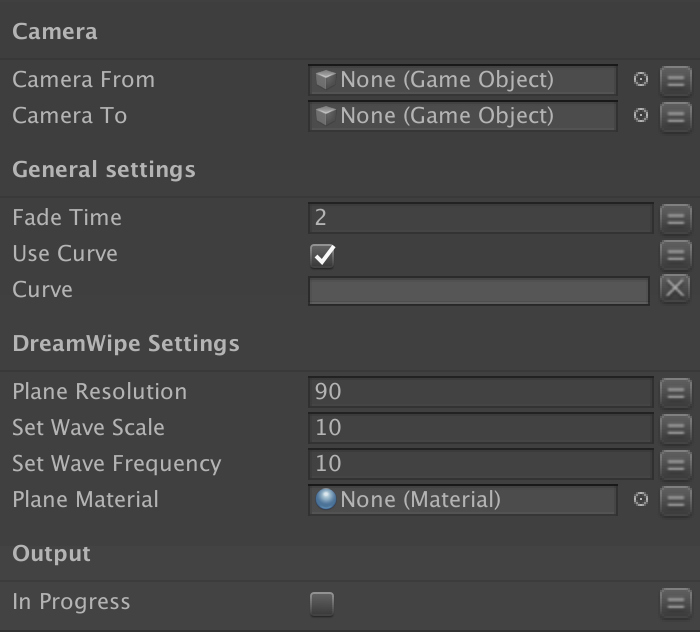 Camera
Camera From None (Game Object)
Camera To None (Game Object)
General settings
Fade Time 2
Use Curve
Curve
DreamWipe Settings
Plane Resolution 90
Set Wave Scale 10
Set Wave Frequency 10
Plane Material None (Material)
Output
In Progress